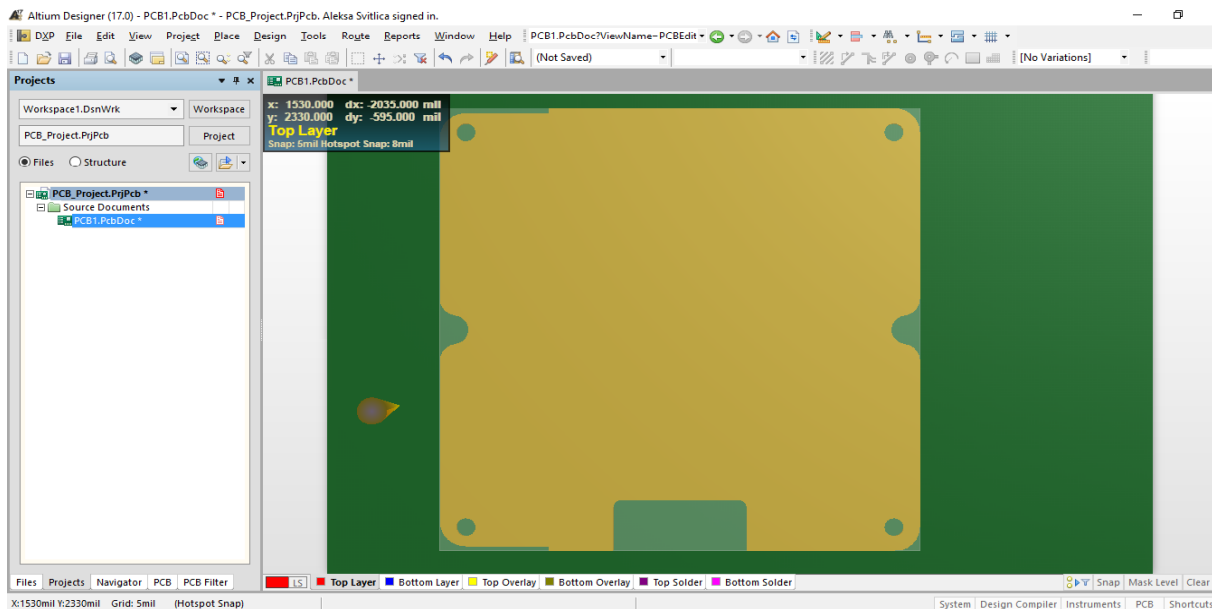 Altium Designer (17.0) - PCB1.PcbDoc * - PCB_Project.PrjPcb. Aleksa Svitlica signed in.
DXP File Edit View Project Place Design Tools Route Reports Window Help PCB1.PcbDoc?ViewName=PCBEdit
(Not Saved) [No Variations]
Projects
PCB1.PcbDoc *
Workspace1.DsnWrk Workspace
PCB_Project.PrjPcb Project
Files Structure
PCB_Project.PrjPcb *
Source Documents
PCB1.PcbDoc *
x: 1530.000 dx: -2035.000 mil
y: 2330.000 dy: -595.000 mil
Top Layer
Snap: 5mil Hotspot Snap: 8mil
Files Projects Navigator PCB PCB Filter
LS Top Layer Bottom Layer Top Overlay Bottom Overlay Top Solder Bottom Solder
Snap Mask Level Clear
X:1530mil Y:2330mil Grid: 5mil (Hotspot Snap)
System Design Compiler Instruments PCB Shortcuts